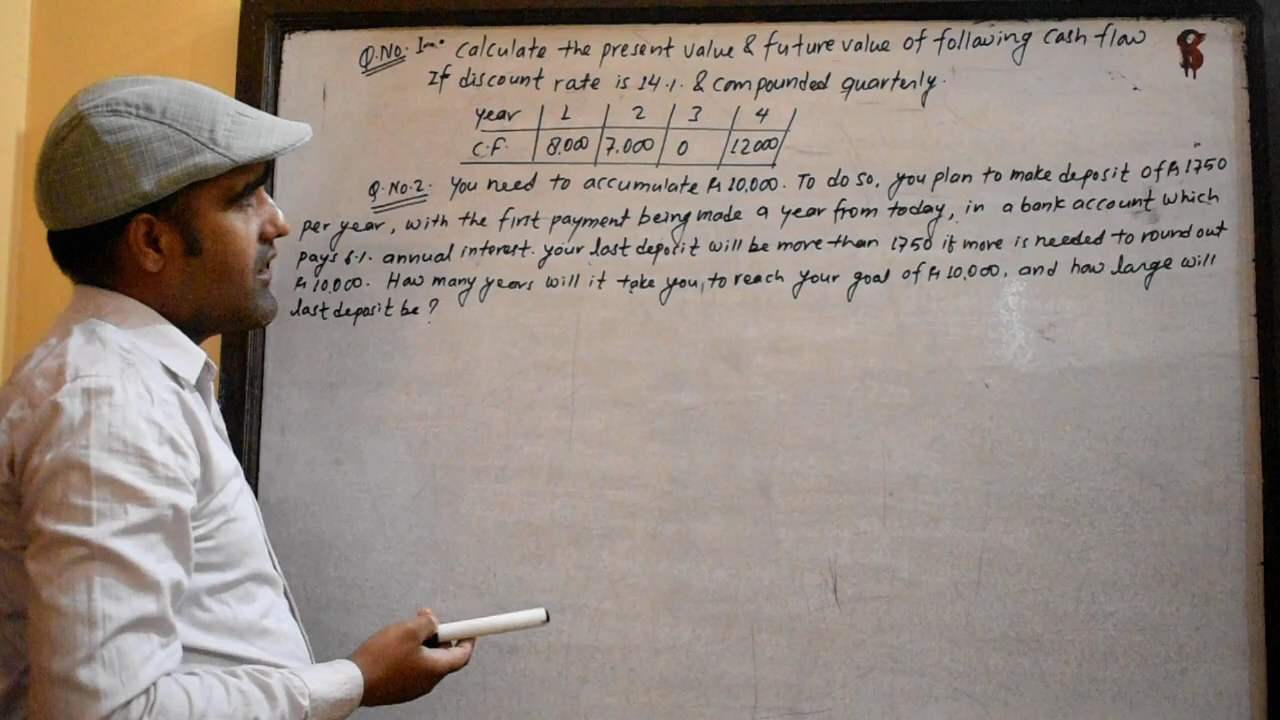 Q.No. 1 Calculate the present value & future value of following cash flow
If discount rate is 14% & compounded quarterly.
year 1 2 3 4
C.F. 8.000 7.000 0 12000
Q.No.2. You need to accumulate Rs 10,000. To do so, you plan to make deposit of Rs 1750
per year, with the first payment being made a year from today, in a bank account which
pays 6% annual interest. your last deposit will be more than 1750 if more is needed to round out
Rs 10,000. How many years will it take you, to reach your goal of Rs 10,000, and how large will
last deposit be?